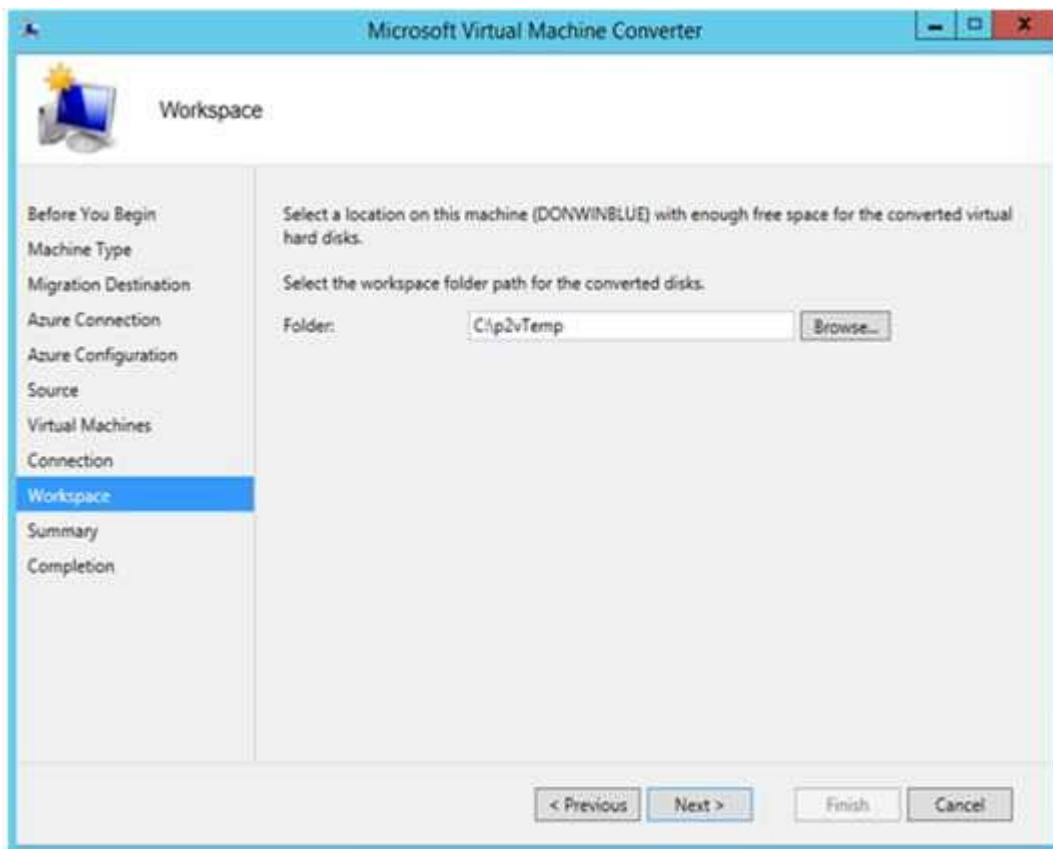 Microsoft Virtual Machine Converter
Workspace
Before You Begin
Machine Type
Migration Destination
Azure Connection
Azure Configuration
Source
Virtual Machines
Connection
Workspace
Summary
Completion
Select a location on this machine (DONWINBLUE) with enough free space for the converted virtual
hard disks.
Select the workspace folder path for the converted disks.
Folder: C:\p2vTemp Browse...
< Previous Next > Finish Cancel